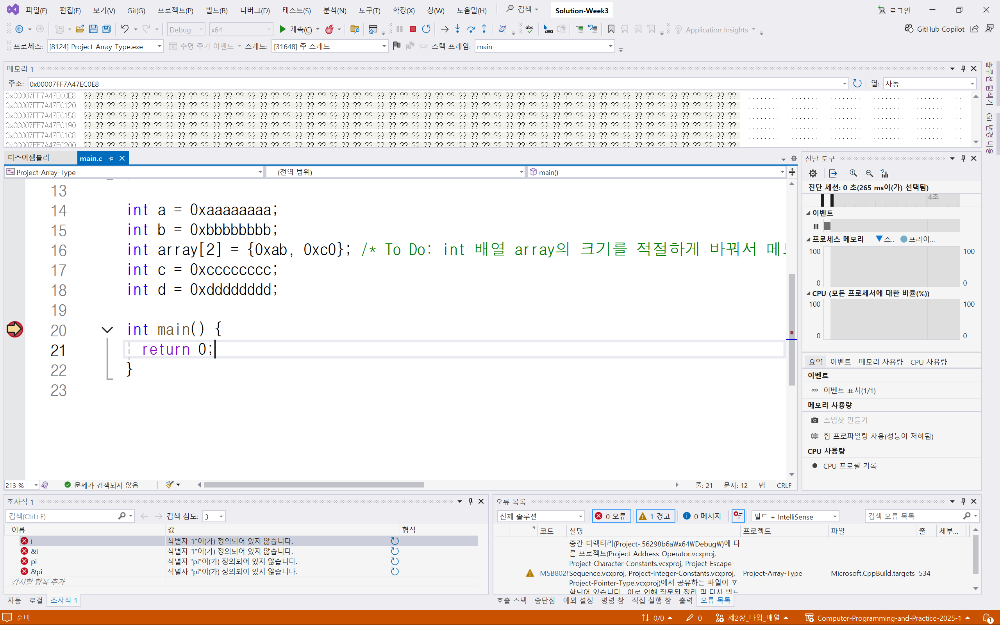 파일(F) 편집(E) 보기(V) Git(G) 프로젝트(P) 빌드(B) 디버그(D) 테스트(S) 분석(N) 도구(T) 확장(X) 창(W) 도움말(H) 검색 Solution-Week3 로그인
Debug x64 계속(C) abc Application Insights GitHub Copilot
프로세스: [8124] Project-Array-Type.exe 수명 주기 이벤트 스레드: [31648] 주 스레드 스택 프레임: main
메모리 1
주소: 0x00007FF7A47EC0E8 열: 자동
0x00007FF7A47EC0E8 ?? ?? ?? ?? ?? ?? ?? ?? ?? ?? ?? ?? ?? ?? ?? ?? ?? ?? ?? ?? ?? ?? ?? ?? ?? ?? ?? ?? ?? ?? ?? ?? ?? ?? ?? ?? ?? ?? ?? ?? ?? ?? ?? ?? ?? ?? ?? ?? ?? ?? ?? ?? ?? ?? ?? ?? ........................................................
0x00007FF7A47EC120 ?? ?? ?? ?? ?? ?? ?? ?? ?? ?? ?? ?? ?? ?? ?? ?? ?? ?? ?? ?? ?? ?? ?? ?? ?? ?? ?? ?? ?? ?? ?? ?? ?? ?? ?? ?? ?? ?? ?? ?? ?? ?? ?? ?? ?? ?? ?? ?? ?? ?? ?? ?? ?? ?? ?? ?? ........................................................
0x00007FF7A47EC158 ?? ?? ?? ?? ?? ?? ?? ?? ?? ?? ?? ?? ?? ?? ?? ?? ?? ?? ?? ?? ?? ?? ?? ?? ?? ?? ?? ?? ?? ?? ?? ?? ?? ?? ?? ?? ?? ?? ?? ?? ?? ?? ?? ?? ?? ?? ?? ?? ?? ?? ?? ?? ?? ?? ?? ?? ........................................................
0x00007FF7A47EC190 ?? ?? ?? ?? ?? ?? ?? ?? ?? ?? ?? ?? ?? ?? ?? ?? ?? ?? ?? ?? ?? ?? ?? ?? ?? ?? ?? ?? ?? ?? ?? ?? ?? ?? ?? ?? ?? ?? ?? ?? ?? ?? ?? ?? ?? ?? ?? ?? ?? ?? ?? ?? ?? ?? ?? ?? ........................................................
0x00007FF7A47EC1C8 ?? ?? ?? ?? ?? ?? ?? ?? ?? ?? ?? ?? ?? ?? ?? ?? ?? ?? ?? ?? ?? ?? ?? ?? ?? ?? ?? ?? ?? ?? ?? ?? ?? ?? ?? ?? ?? ?? ?? ?? ?? ?? ?? ?? ?? ?? ?? ?? ?? ?? ?? ?? ?? ?? ?? ?? ........................................................
0x00007FF7A47EC200 ?? ?? ?? ?? ?? ?? ?? ?? ?? ?? ?? ?? ?? ?? ?? ?? ?? ?? ?? ?? ?? ?? ?? ?? ?? ?? ?? ?? ?? ?? ?? ?? ?? ?? ?? ?? ?? ?? ?? ?? ?? ?? ?? ?? ?? ?? ?? ?? ?? ?? ?? ?? ?? ?? ?? ??
솔루션 탐색기
Git 변경 내용
디스어셈블리 main.c
Project-Array-Type (전역 범위) main()
13
14 int a = 0xaaaaaaaa;
15 int b = 0xbbbbbbbb;
16 int array[2] = {0xab, 0xc0}; /* To Do: int 배열 array의 크기를 적절하게 바꿔서
17 int c = 0xcccccccc;
18 int d = 0xdddddddd;
19
20 int main() {
21 return 0;
22 }
23
213 % 문제가 검색되지 않음 줄: 21 문자: 12 탭 CRLF
진단 도구
진단 세션: 0 초(265 ms이(가) 선택됨)
4초
이벤트
프로세스 메모리 스.. 프라이...
100 100
0 0
CPU (모든 프로세서에 대한 비율(%))
100 100
0 0
요약 이벤트 메모리 사용량 CPU 사용량
이벤트
이벤트 표시(1/1)
메모리 사용량
스냅샷 만들기
힙 프로파일링 사용(성능이 저하됨)
CPU 사용량
CPU 프로필 기록
조사식 1
검색(Ctrl+E) 검색 심도: 3
이름 값 형식
i 식별자 "i"이(가) 정의되어 있지 않습니다.
&i 식별자 "i"이(가) 정의되어 있지 않습니다.
pi 식별자 "pi"이(가) 정의되어 있지 않습니다.
&pi 식별자 "pi"이(가) 정의되어 있지 않습니다.
감시할 항목 추가
자동 로컬 조사식 1
오류 목록
전체 솔루션 0 오류 1 경고 0 메시지 빌드 + IntelliSense 검색 오류 목록
코드 설명 프로젝트 파일 줄 세부...
중간 디렉터리(Project-.56298b6a₩x64₩Debug₩)에 다
른 프로젝트(Project-Address-Operator.vcxproj,
Project-Character-Constants.vcxproj, Project-Escape-
MSB802 Sequence.vcxproj, Project-Integer-Constants.vcxproj, Project-Array-Type Microsoft.CppBuild.targets 534
Project-Pointer-Type.vcxproj)에서 공유하는 파일이 포
함되어 있습니다. 이로 인해 잘못된 정리 및 다시 빌드
호출 스택 중단점 예외 설정 명령 창 직접 실행 창 출력 오류 목록
준비 0/0 0 제2장_타입_배열 Computer-Programming-and-Practice-2025-1 1